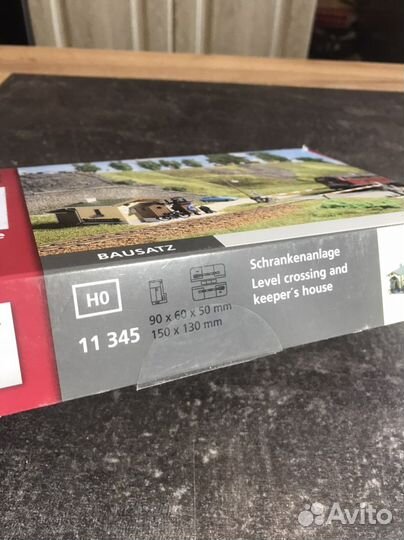 BAUSATZ
H0
11 345
90 x 60 x 50 mm
150 x 130 mm
Schrankenanlage
Level crossing and
keeper's house
Avito